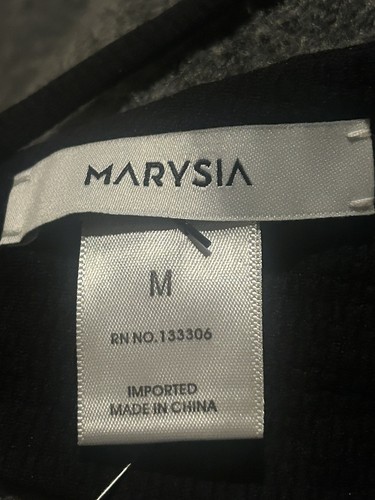 MARYSIA
M
RN NO.133306
IMPORTED
MADE IN CHINA